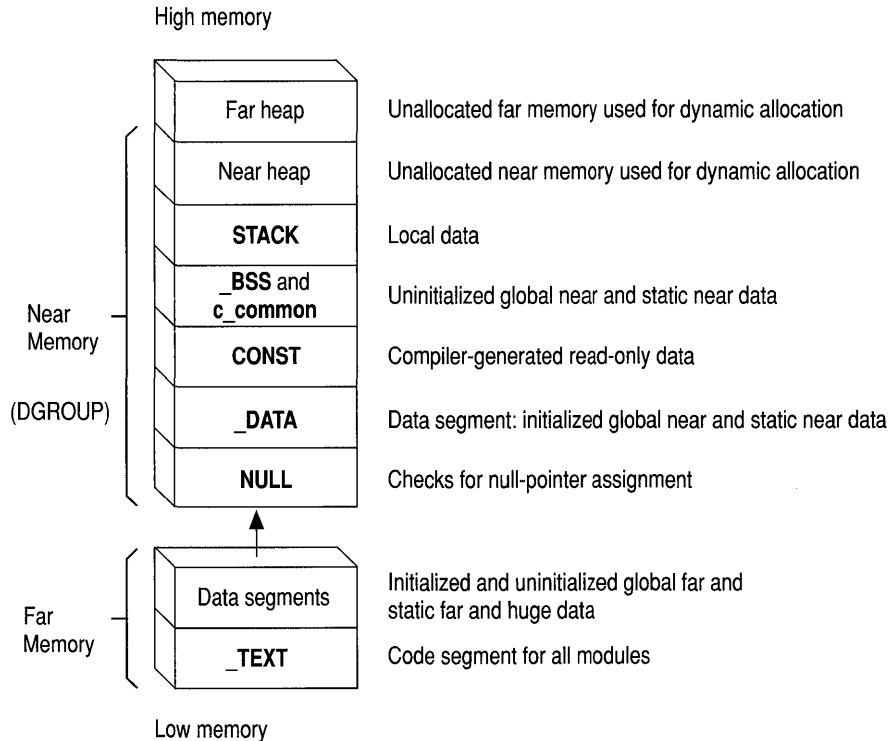 High memory
Far heap
Unallocated far memory used for dynamic allocation
Near heap
Unallocated near memory used for dynamic allocation
STACK
Local data
_BSS and
c_common
Uninitialized global near and static near data
Near
Memory
CONST
Compiler-generated read-only data
(DGROUP)
_DATA
Data segment: initialized global near and static near data
NULL
Checks for null-pointer assignment
Data segments
Initialized and uninitialized global far and
static far and huge data
Far
Memory
_TEXT
Code segment for all modules
Low memory